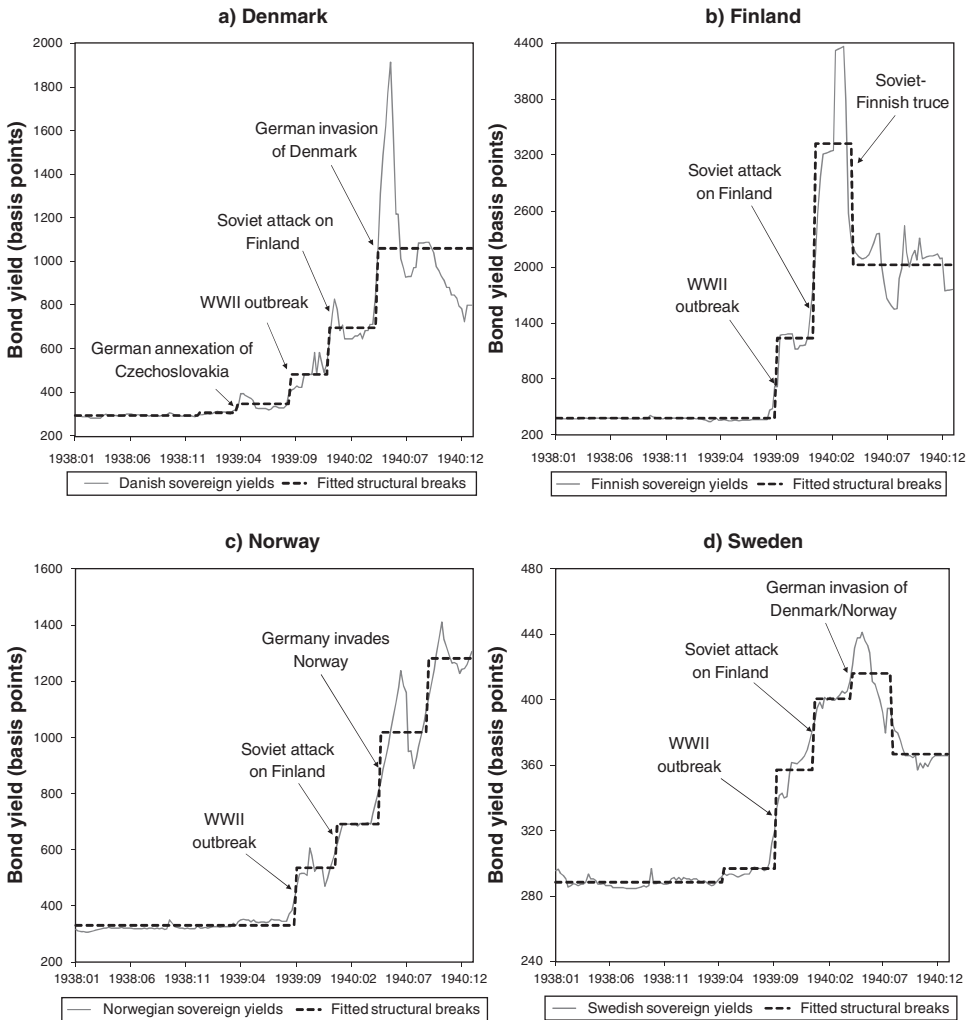 a) Denmark
Bond yield (basis points)
2000
1800
1600
1400
1200
1000
800
600
400
200
German invasion
of Denmark
Soviet attack on
Finland
WWII outbreak
German annexation of
Czechoslovakia
1938:01 1938:06 1938:11 1939:04 1939:09 1940:02 1940:07 1940:12
Danish sovereign yields Fitted structural breaks
b) Finland
Bond yield (basis points)
4400
3800
3200
2600
2000
1400
800
200
Soviet-
Finnish truce
Soviet attack
on Finland
WWII
outbreak
1938:01 1938:06 1938:11 1939:04 1939:09 1940:02 1940:07 1940:12
Finnish sovereign yields Fitted structural breaks
c) Norway
Bond yield (basis points)
1600
1400
1200
1000
800
600
400
200
Germany invades
Norway
Soviet attack
on Finland
WWII
outbreak
1938:01 1938:06 1938:11 1939:04 1939:09 1940:02 1940:07 1940:12
Norwegian sovereign yields Fitted structural breaks
d) Sweden
Bond yield (basis points)
480
440
400
360
320
280
240
German invasion of
Denmark/Norway
Soviet attack
on Finland
WWII
outbreak
1938:01 1938:06 1938:11 1939:04 1939:09 1940:02 1940:07 1940:12
Swedish sovereign yields Fitted structural breaks